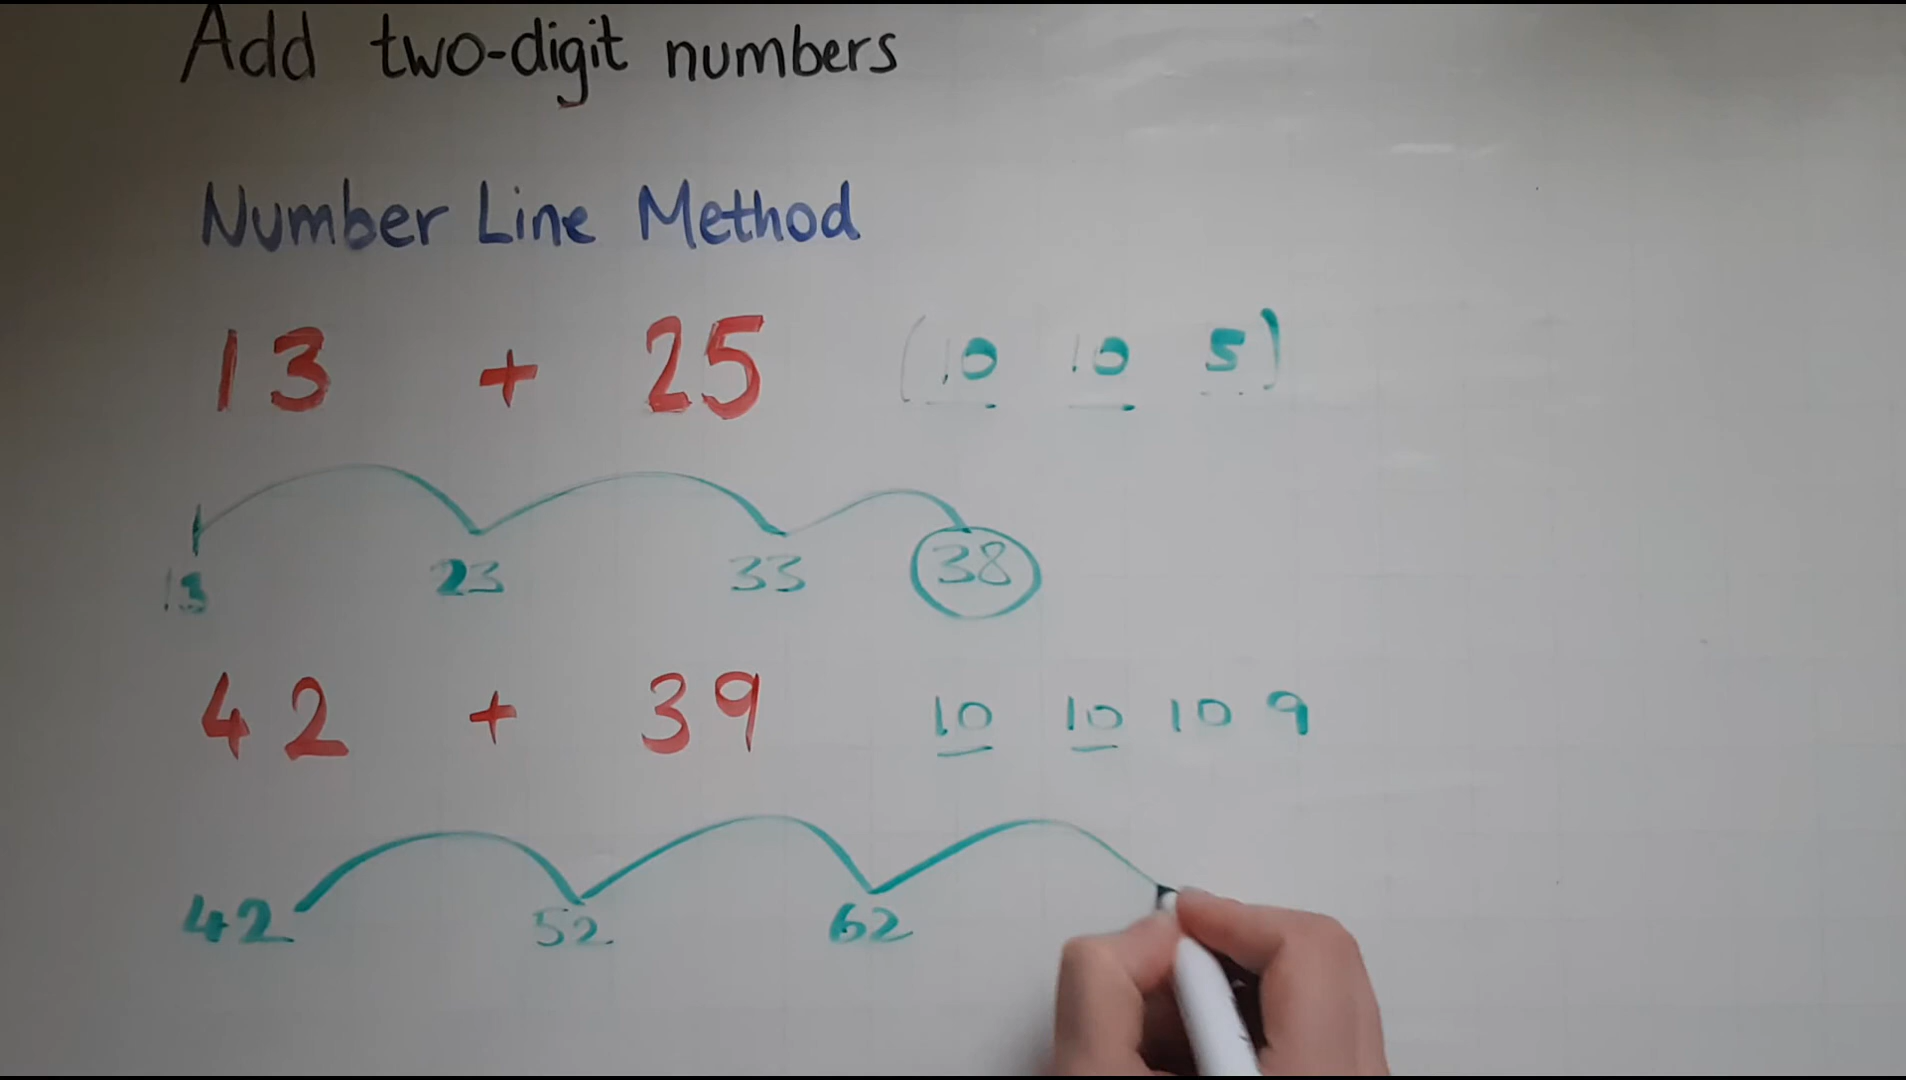 Add two-digit numbers
Number Line Method
13 + 25 (10 10 5)
13 23 33 38
42 + 39 10 10 10 9
42 52 62